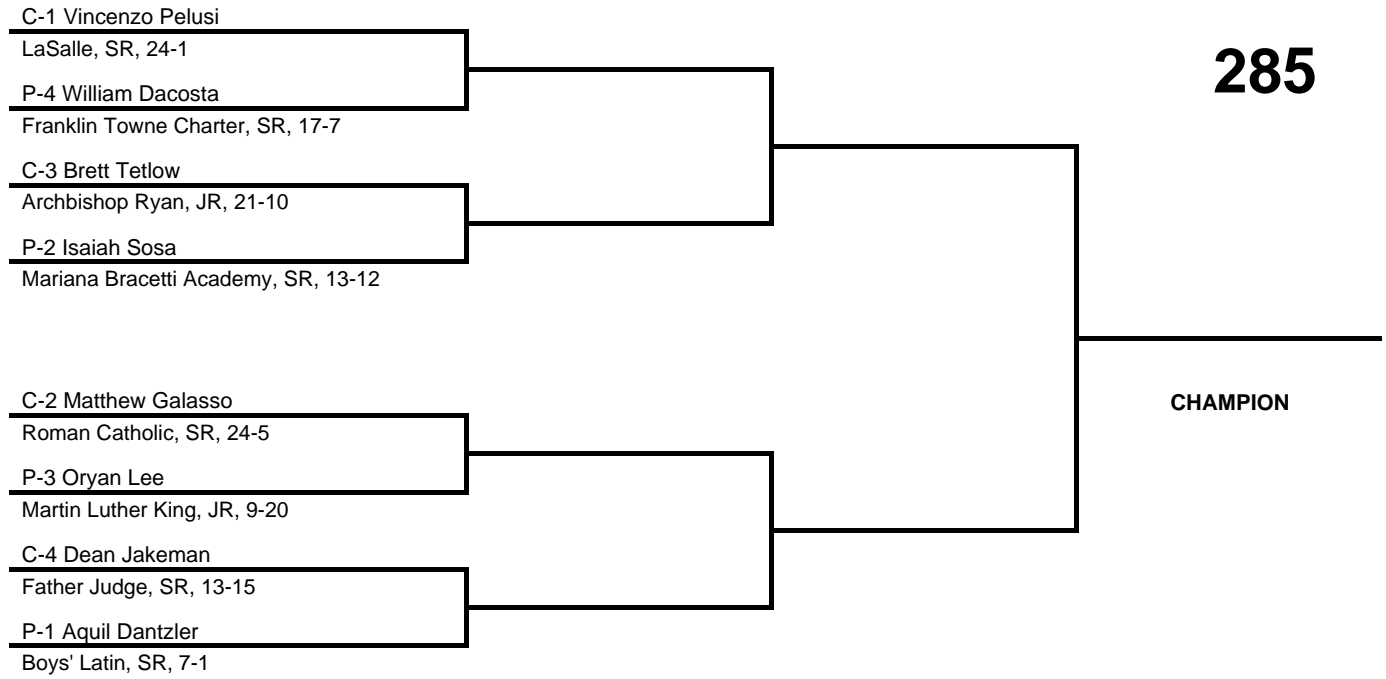 C-1 Vincenzo Pelusi
LaSalle, SR, 24-1
285
P-4 William Dacosta
Franklin Towne Charter, SR, 17-7
C-3 Brett Tetlow
Archbishop Ryan, JR, 21-10
P-2 Isaiah Sosa
Mariana Bracetti Academy, SR, 13-12
C-2 Matthew Galasso
CHAMPION
Roman Catholic, SR, 24-5
P-3 Oryan Lee
Martin Luther King, JR, 9-20
C-4 Dean Jakeman
Father Judge, SR, 13-15
P-1 Aquil Dantzler
Boys' Latin, SR, 7-1